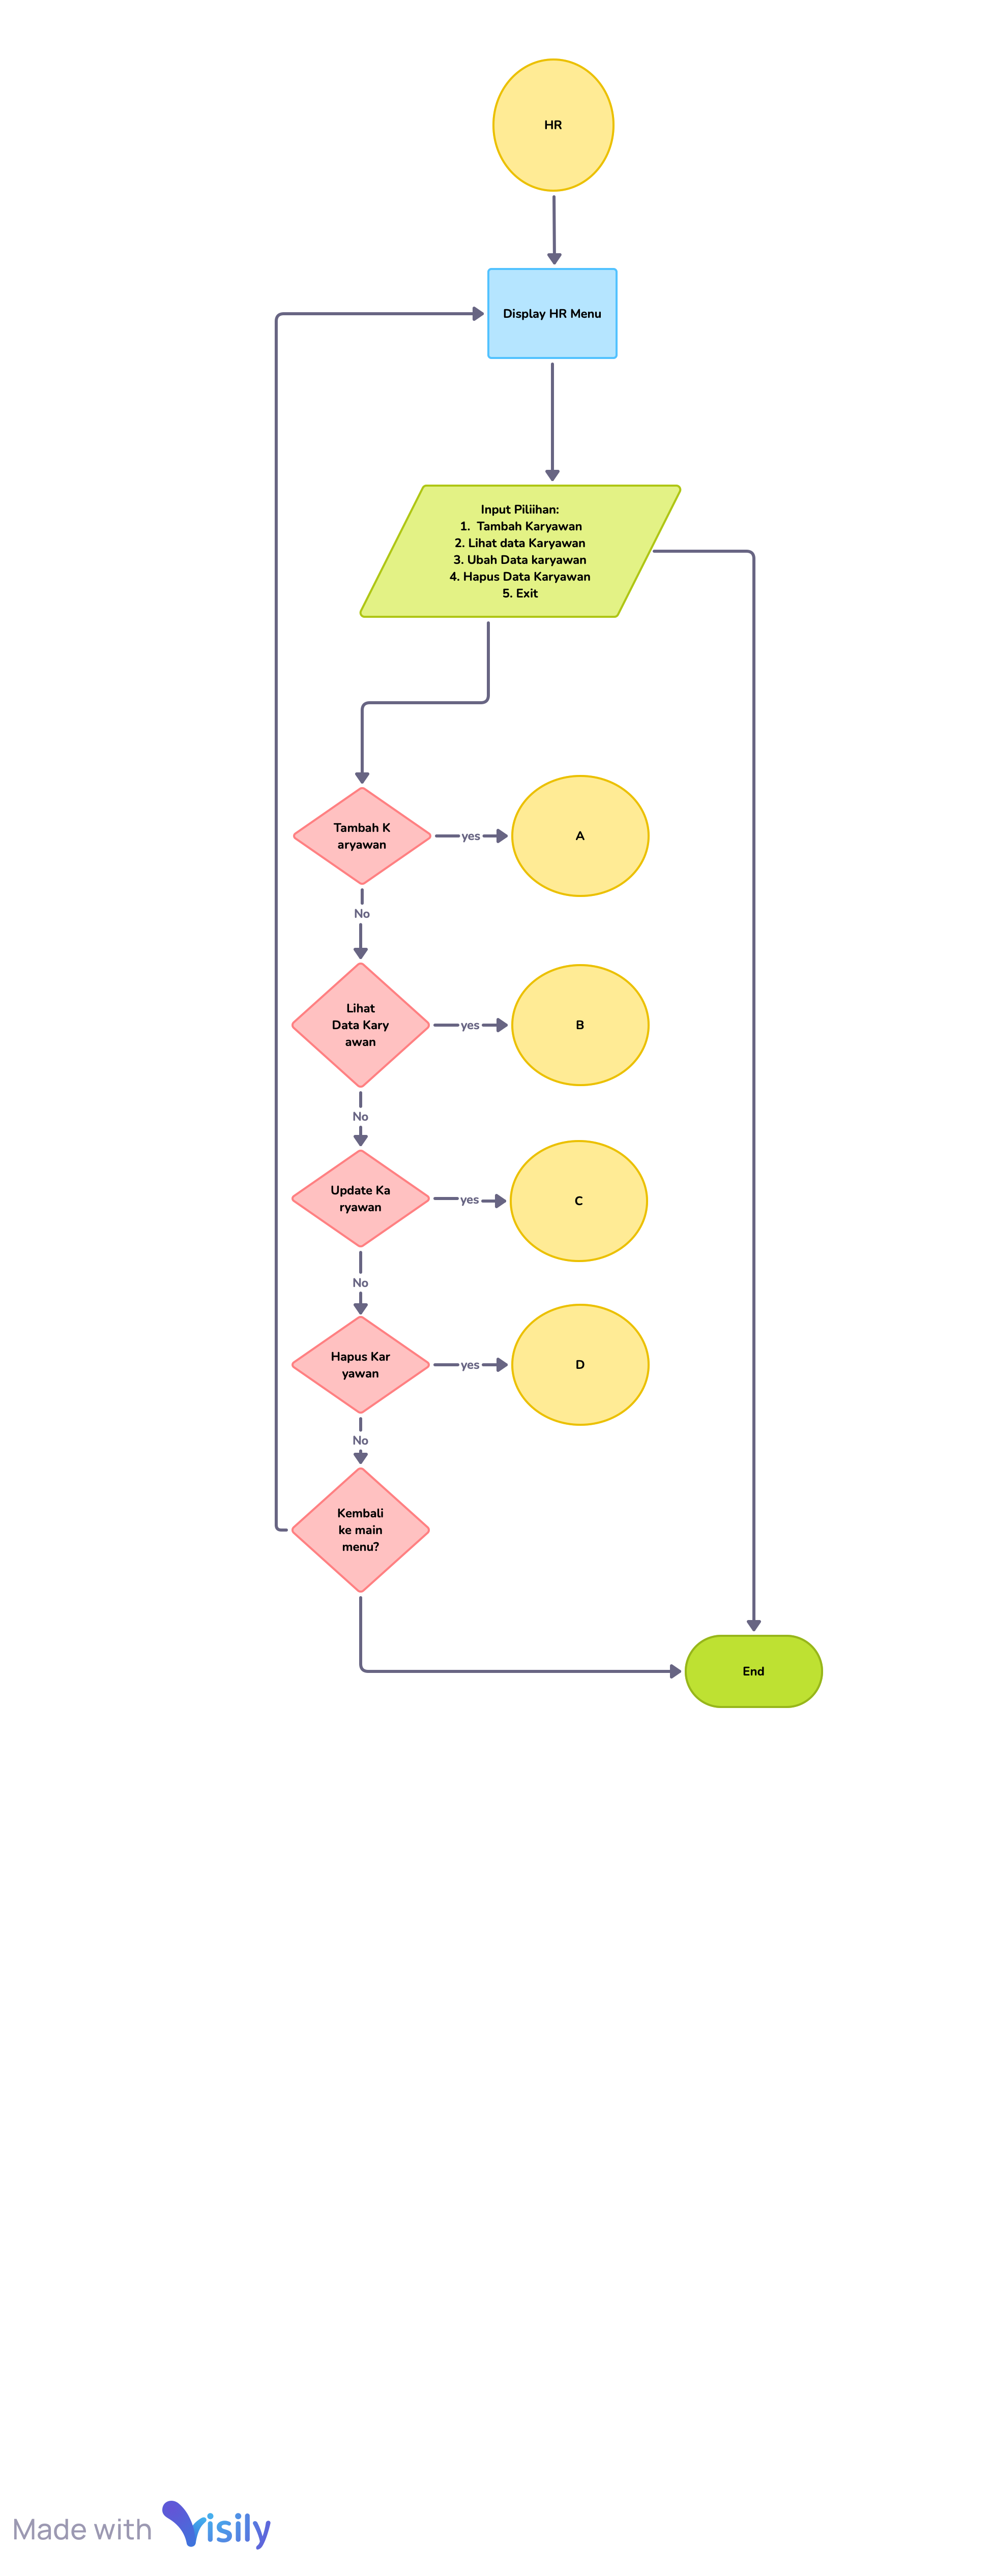 HR
Display HR Menu
Input Piliihan:
1. Tambah Karyawan
2. Lihat data Karyawan
3. Ubah Data karyawan
4. Hapus Data Karyawan
5. Exit
Tambah K
aryawan
yes
A
No
Lihat
Data Kary
awan
yes
B
No
Update Ka
ryawan
yes
C
No
Hapus Kar
yawan
yes
D
No
Kembali
ke main
menu?
End
Made with Visily